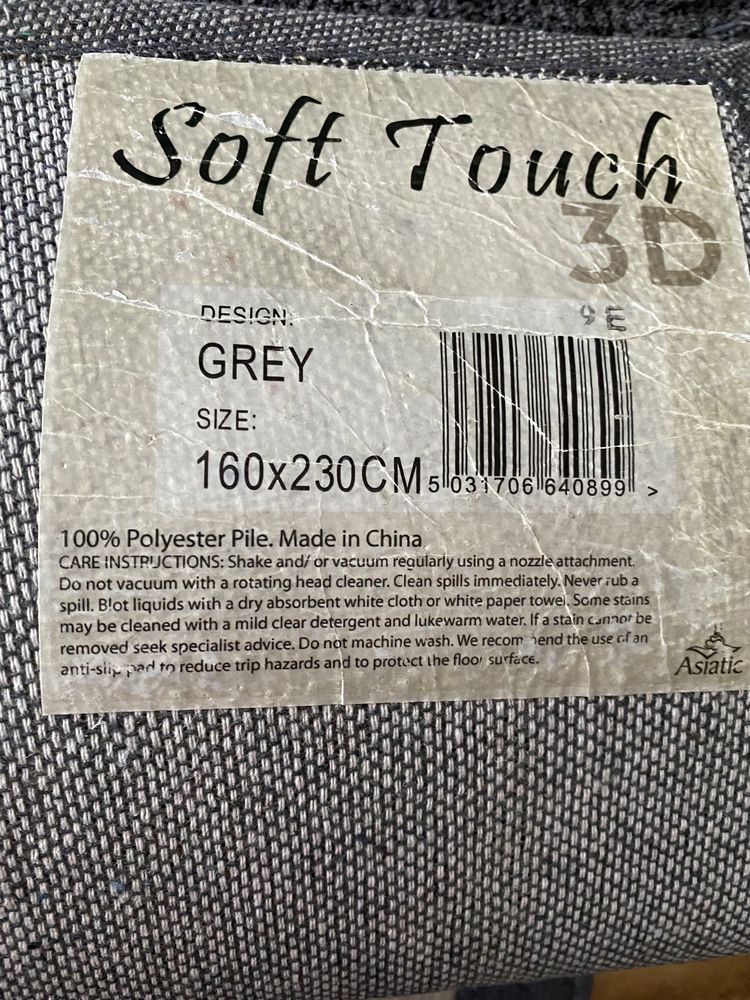 Soft Touch
3D
DESIGN:
9E
GREY
SIZE:
160x230CM
5 031706 640899 >
100% Polyester Pile. Made in China
CARE INSTRUCTIONS: Shake and/ or vacuum regularly using a nozzle attachment.
Do not vacuum with a rotating head cleaner. Clean spills immediately. Never rub a
spill. Blot liquids with a dry absorbent white cloth or white paper towel. Some stains
may be cleaned with a mild clear detergent and lukewarm water. If a stain cannot be
removed seek specialist advice. Do not machine wash. We recommend the use of an
anti-slip pad to reduce trip hazards and to protect the floor surface.
Asiatic